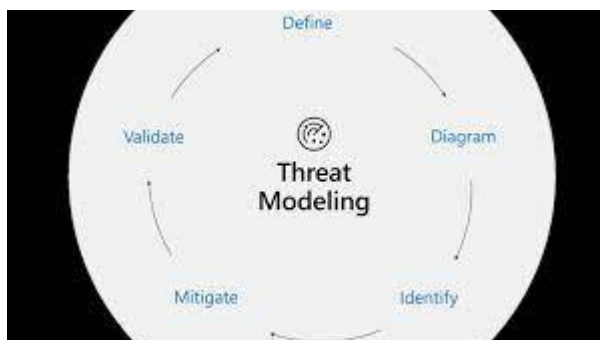 Define
Validate
Diagram
Threat
Modeling
Mitigate
Identify